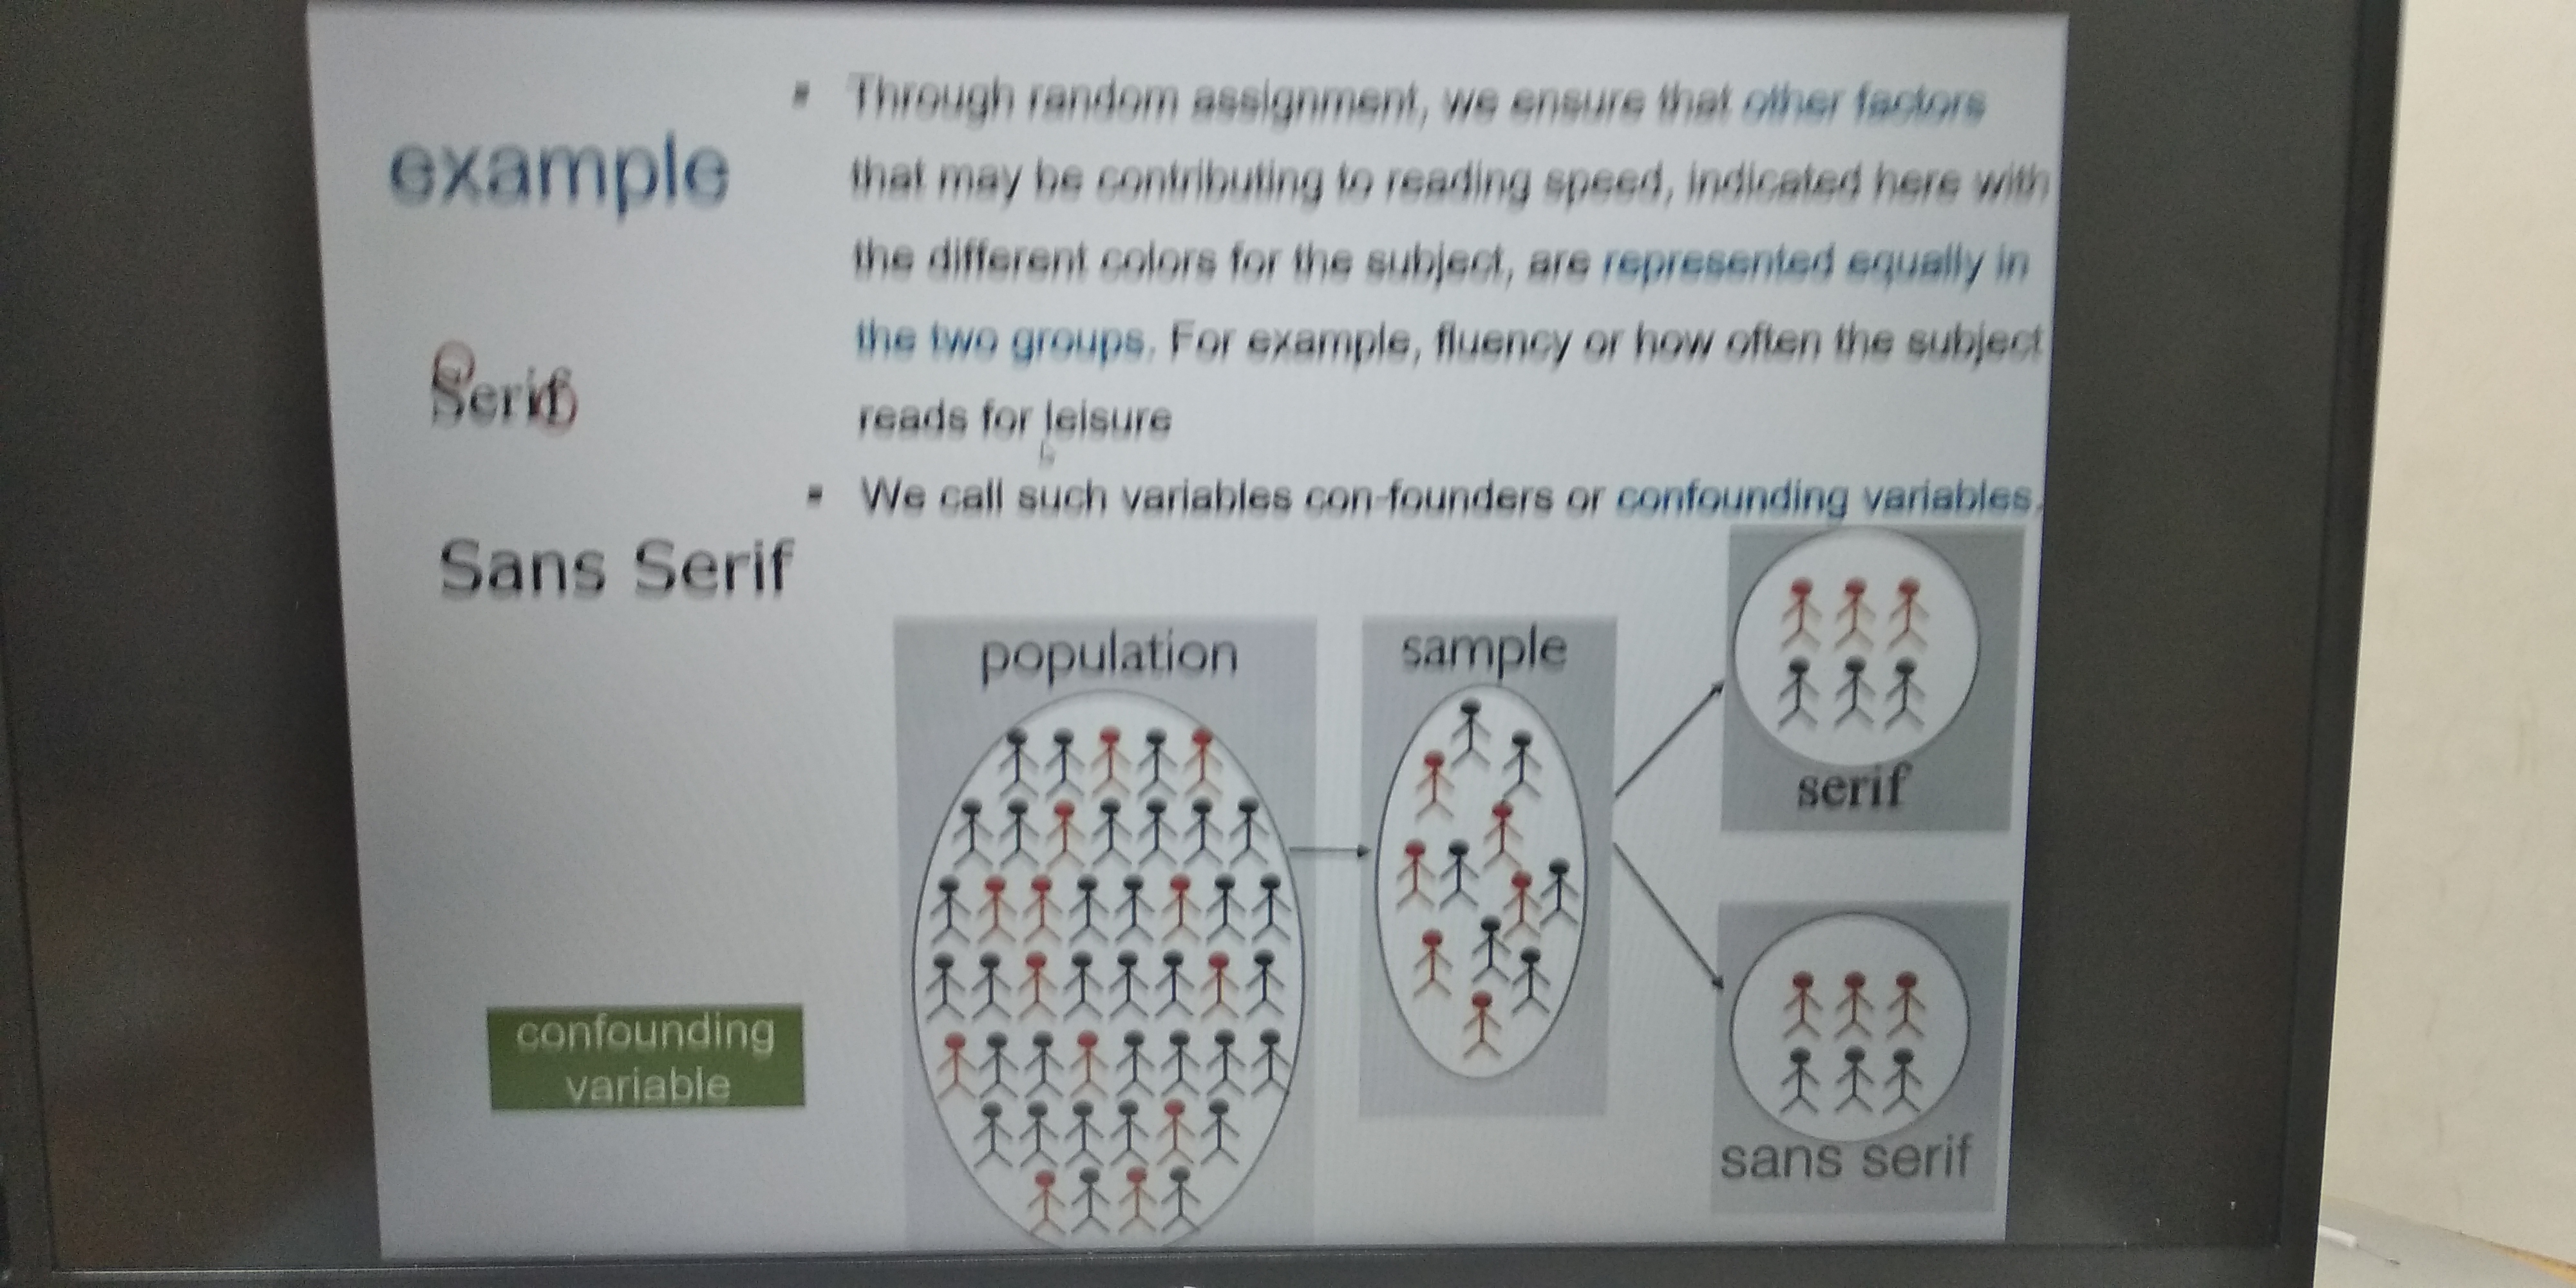 example
▪ Through random assignment, we ensure that other factors
that may be contributing to reading speed, indicated here with
the different colors for the subject, are represented equally in
the two groups. For example, fluency or how often the subject
reads for leisure
▪ We call such variables con-founders or confounding variables.
Serif
Sans Serif
confounding
variable
population
sample
serif
sans serif